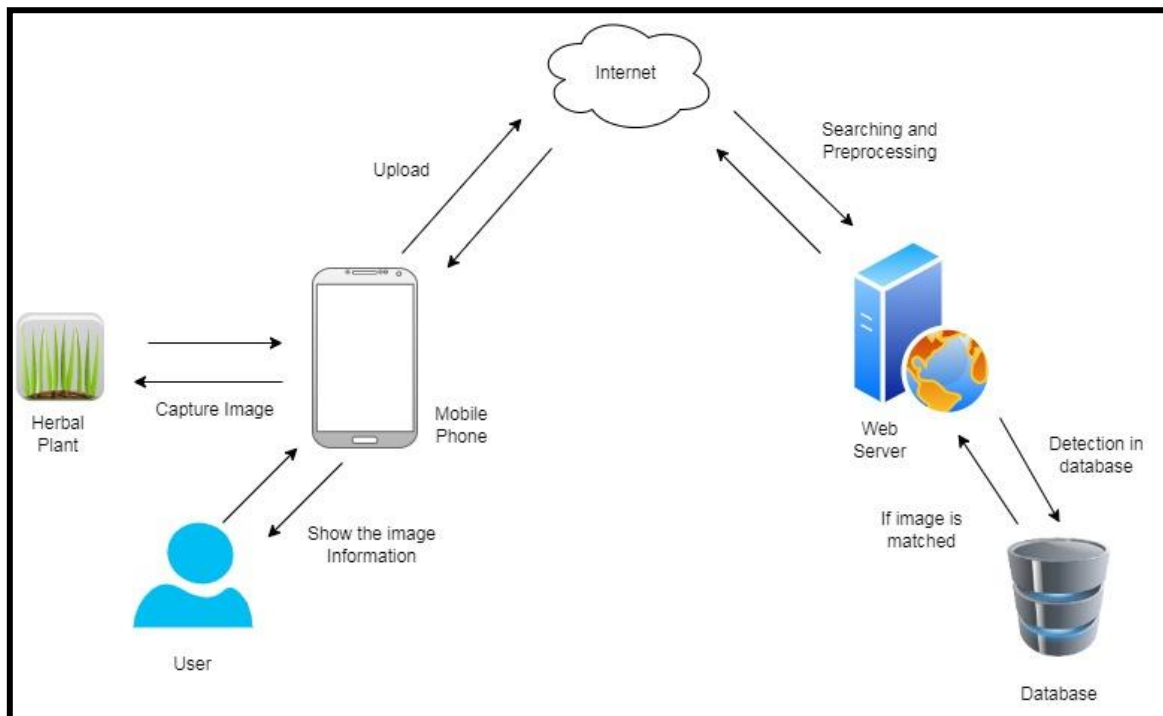 Internet
Searching and
Preprocessing
Upload
Herbal
Plant
Capture Image
Mobile
Phone
Web
Server
Detection in
database
If image is
matched
Show the image
Information
User
Database